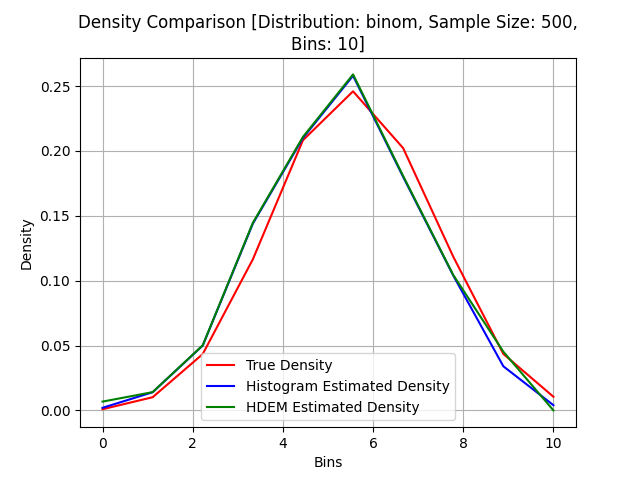 Density Comparison [Distribution: binom, Sample Size: 500,
Bins: 10]
Density
0.25
0.20
0.15
0.10
0.05
0.00
True Density
Histogram Estimated Density
HDEM Estimated Density
0 2 4 6 8 10
Bins